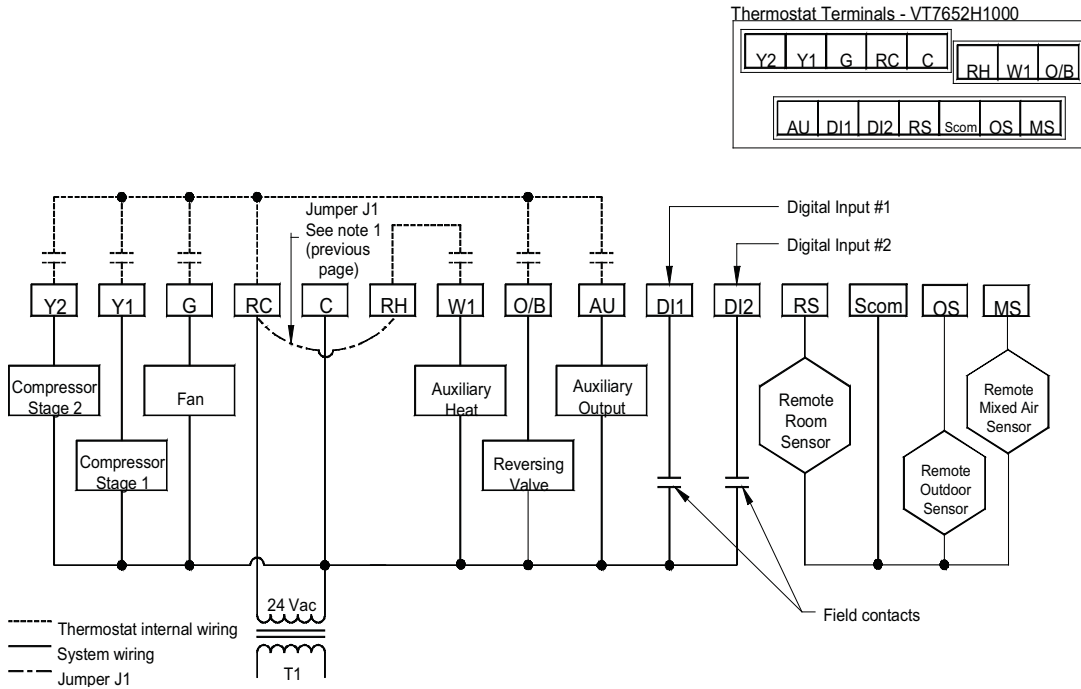 Thermostat Terminals - VT7652H1000
Y2 Y1 G RC C
RH W1 O/B
AU DI1 DI2 RS Scom OS MS
Jumper J1
See note 1
(previous
page)
Digital Input #1
Digital Input #2
Y2 Y1 G RC C RH W1 O/B AU DI1 DI2 RS Scom OS MS
Compressor
Stage 2
Compressor
Stage 1
Fan
Auxiliary
Heat
Reversing
Valve
Auxiliary
Output
Remote
Room
Sensor
Remote
Outdoor
Sensor
Remote
Mixed Air
Sensor
24 Vac
T1
Field contacts
Thermostat internal wiring
System wiring
Jumper J1